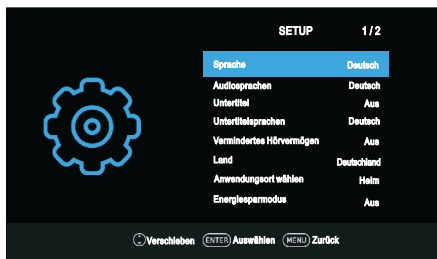 SETUP 1/2
Sprache Deutsch
Audiosprachen Deutsch
Untertitel Aus
Untertitelsprachen Deutsch
Vermindertes Hörvermögen Aus
Land Deutschland
Anwendungsort wählen Heim
Energiesparmodus Aus
Verschieben ENTER Auswählen MENU Zurück